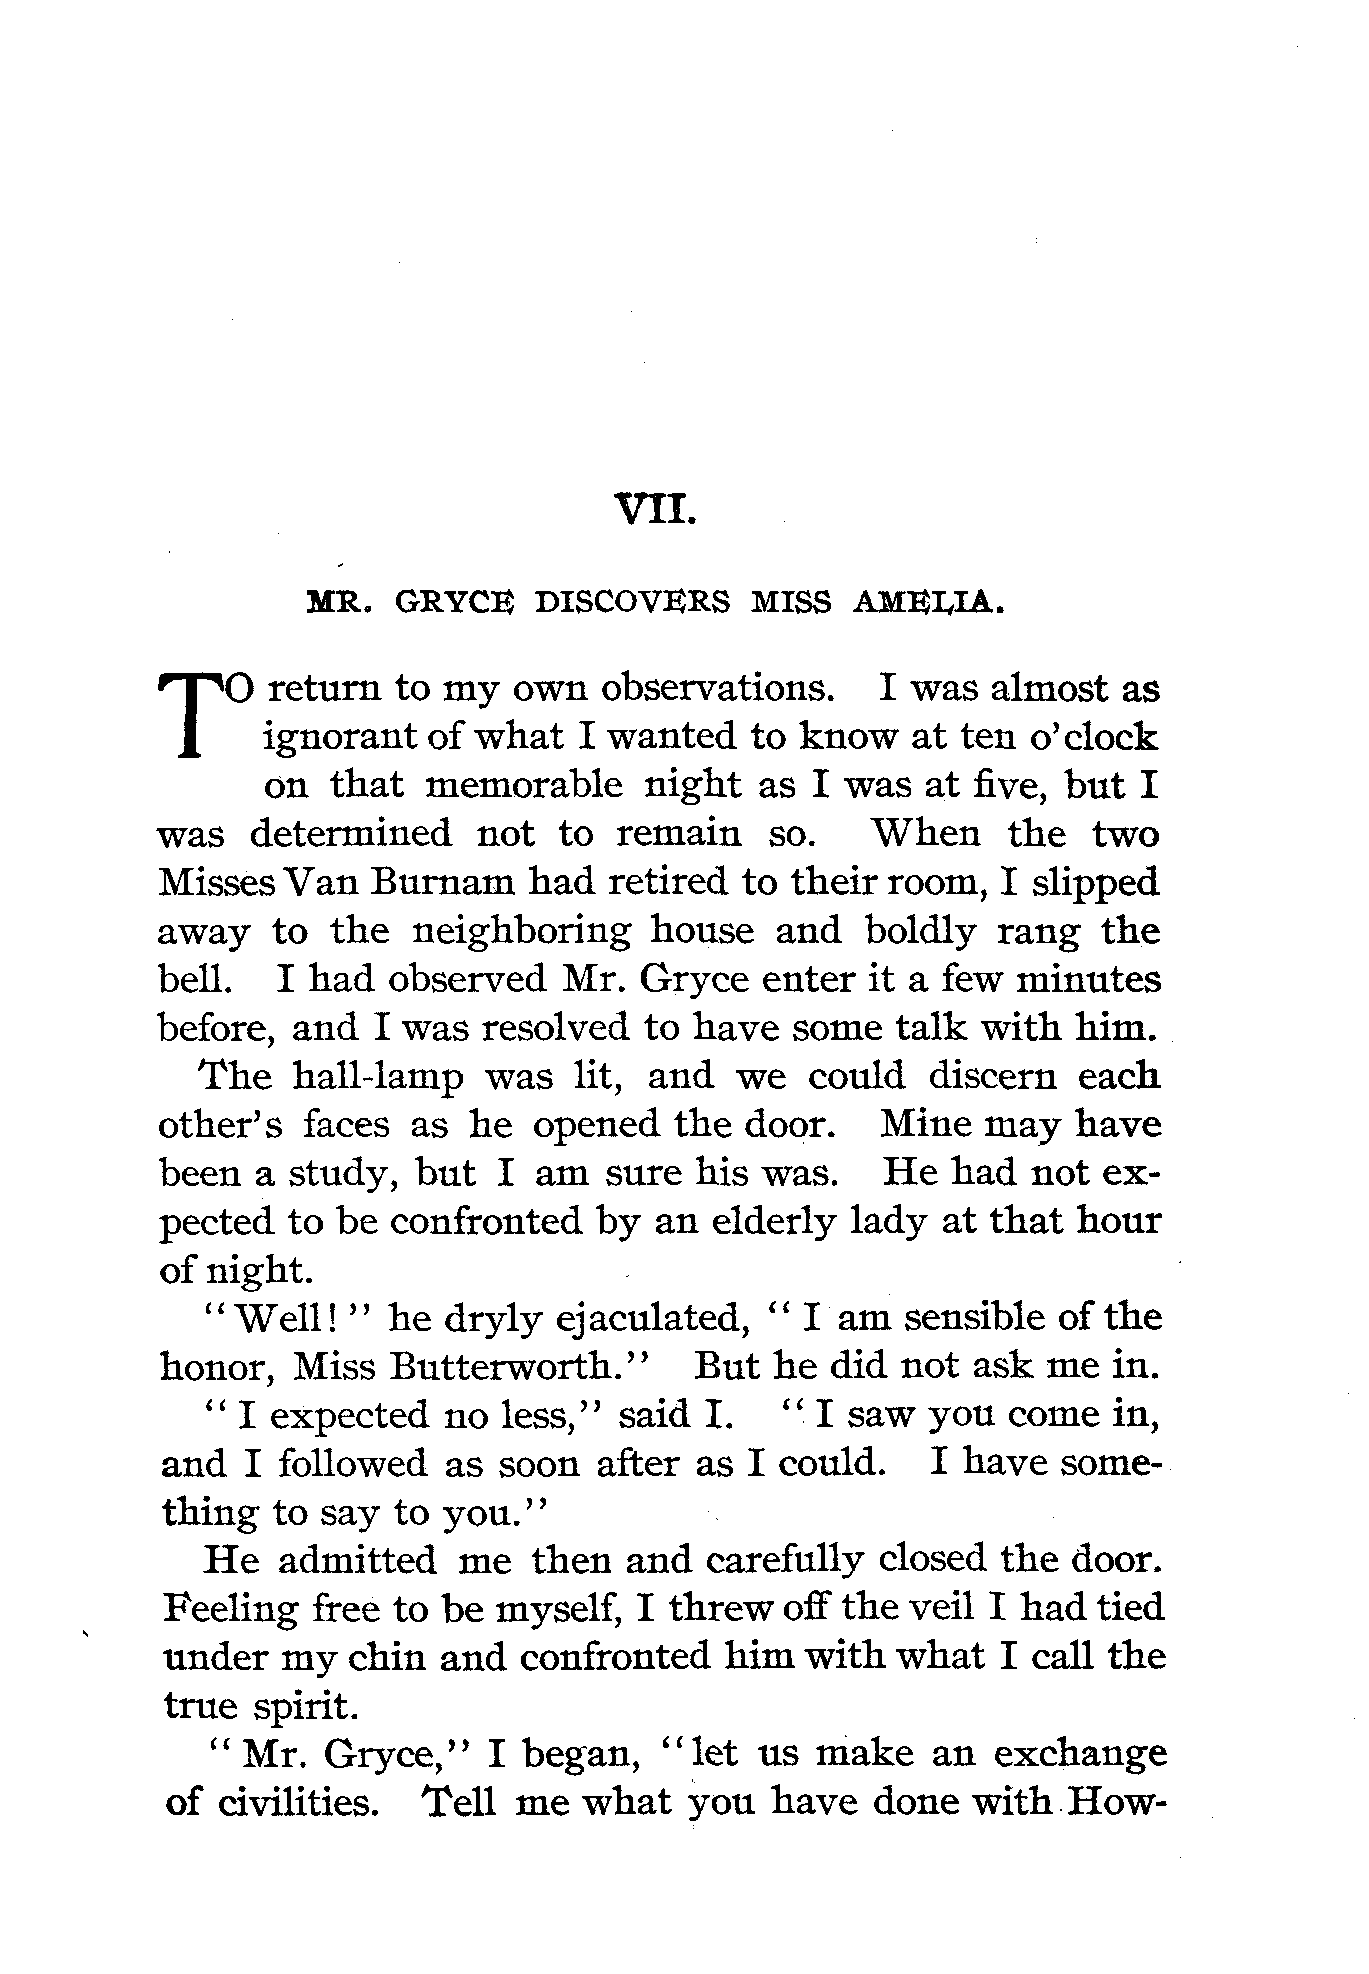 VII.
MR. GRYCE DISCOVERS MISS AMELIA.
TO return to my own observations. I was almost as
ignorant of what I wanted to know at ten o'clock
on that memorable night as I was at five, but I
was determined not to remain so. When the two
Misses Van Burnam had retired to their room, I slipped
away to the neighboring house and boldly rang the
bell. I had observed Mr. Gryce enter it a few minutes
before, and I was resolved to have some talk with him.
The hall-lamp was lit, and we could discern each
other's faces as he opened the door. Mine may have
been a study, but I am sure his was. He had not ex-
pected to be confronted by an elderly lady at that hour
of night.
"Well!" he dryly ejaculated, "I am sensible of the
honor, Miss Butterworth." But he did not ask me in.
"I expected no less," said I. "I saw you come in,
and I followed as soon after as I could. I have some-
thing to say to you."
He admitted me then and carefully closed the door.
Feeling free to be myself, I threw off the veil I had tied
under my chin and confronted him with what I call the
true spirit.
"Mr. Gryce," I began, "let us make an exchange
of civilities. Tell me what you have done with How-